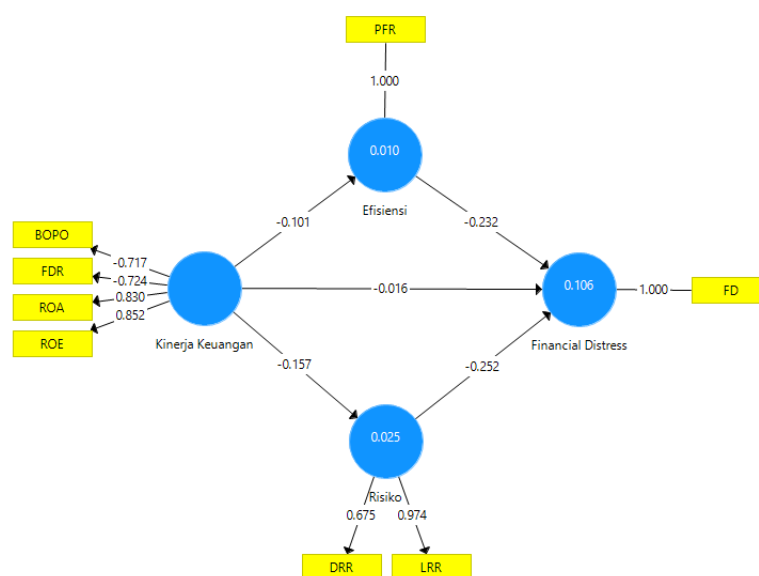 PFR
1.000
0.010
Efisiensi
-0.101
-0.232
BOPO
-0.717
FDR
-0.724
ROA
0.830
ROE
0.852
Kinerja Keuangan
-0.016
0.106
1.000
FD
Financial Distress
-0.157
-0.252
0.025
Risiko
0.675
0.974
DRR
LRR